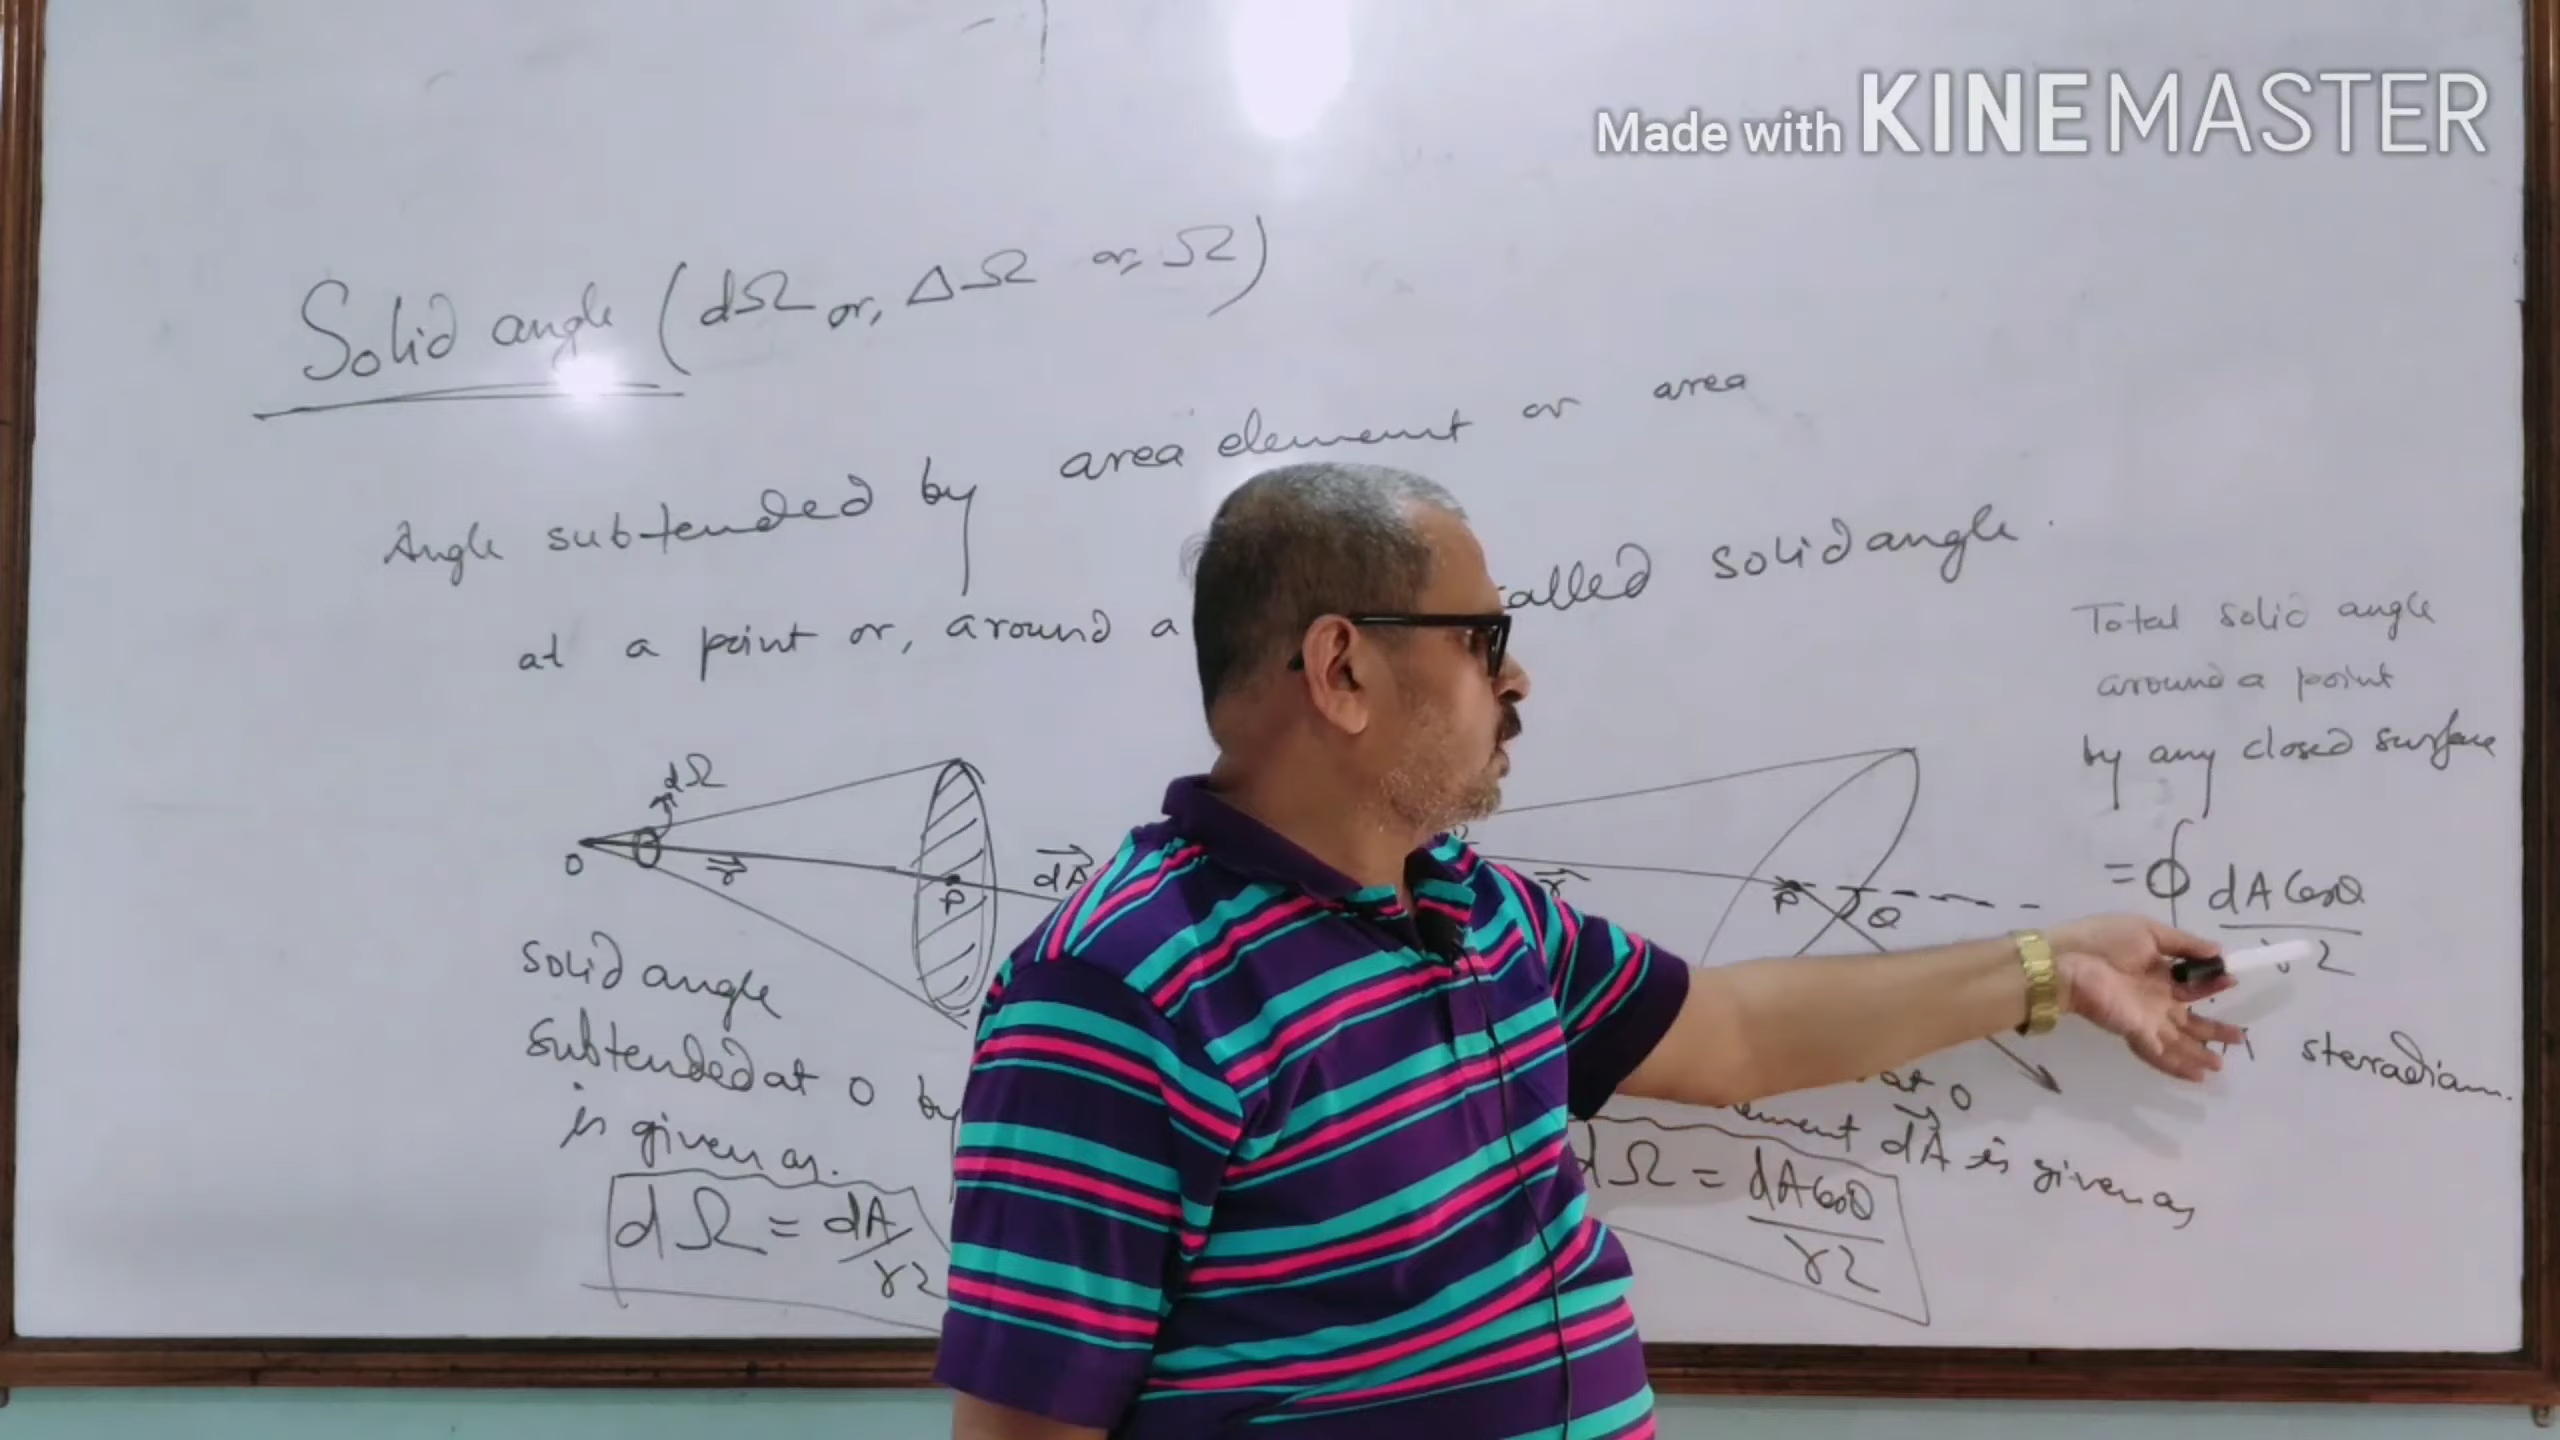 Made with KINEMASTER
Solid angle (dΩ or, ΔΩ or, Ω)
Angle subtended by area element or area
at a point or, around a called solid angle.
Total solid angle
around a point
by any closed surface
= ∮ dA Cosθ / r2
steradian.
dΩ
O
r⃗
P
dA⃗
r⃗
P
θ
solid angle
subtended at O by
is given as.
dΩ = dA/r2
at O
dA⃗ is given as
dΩ = dA Cosθ / r2